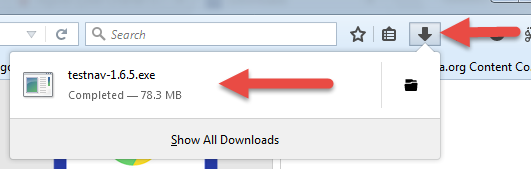 Search
testnav-1.6.5.exe
Completed — 78.3 MB
a.org Content Co
Show All Downloads